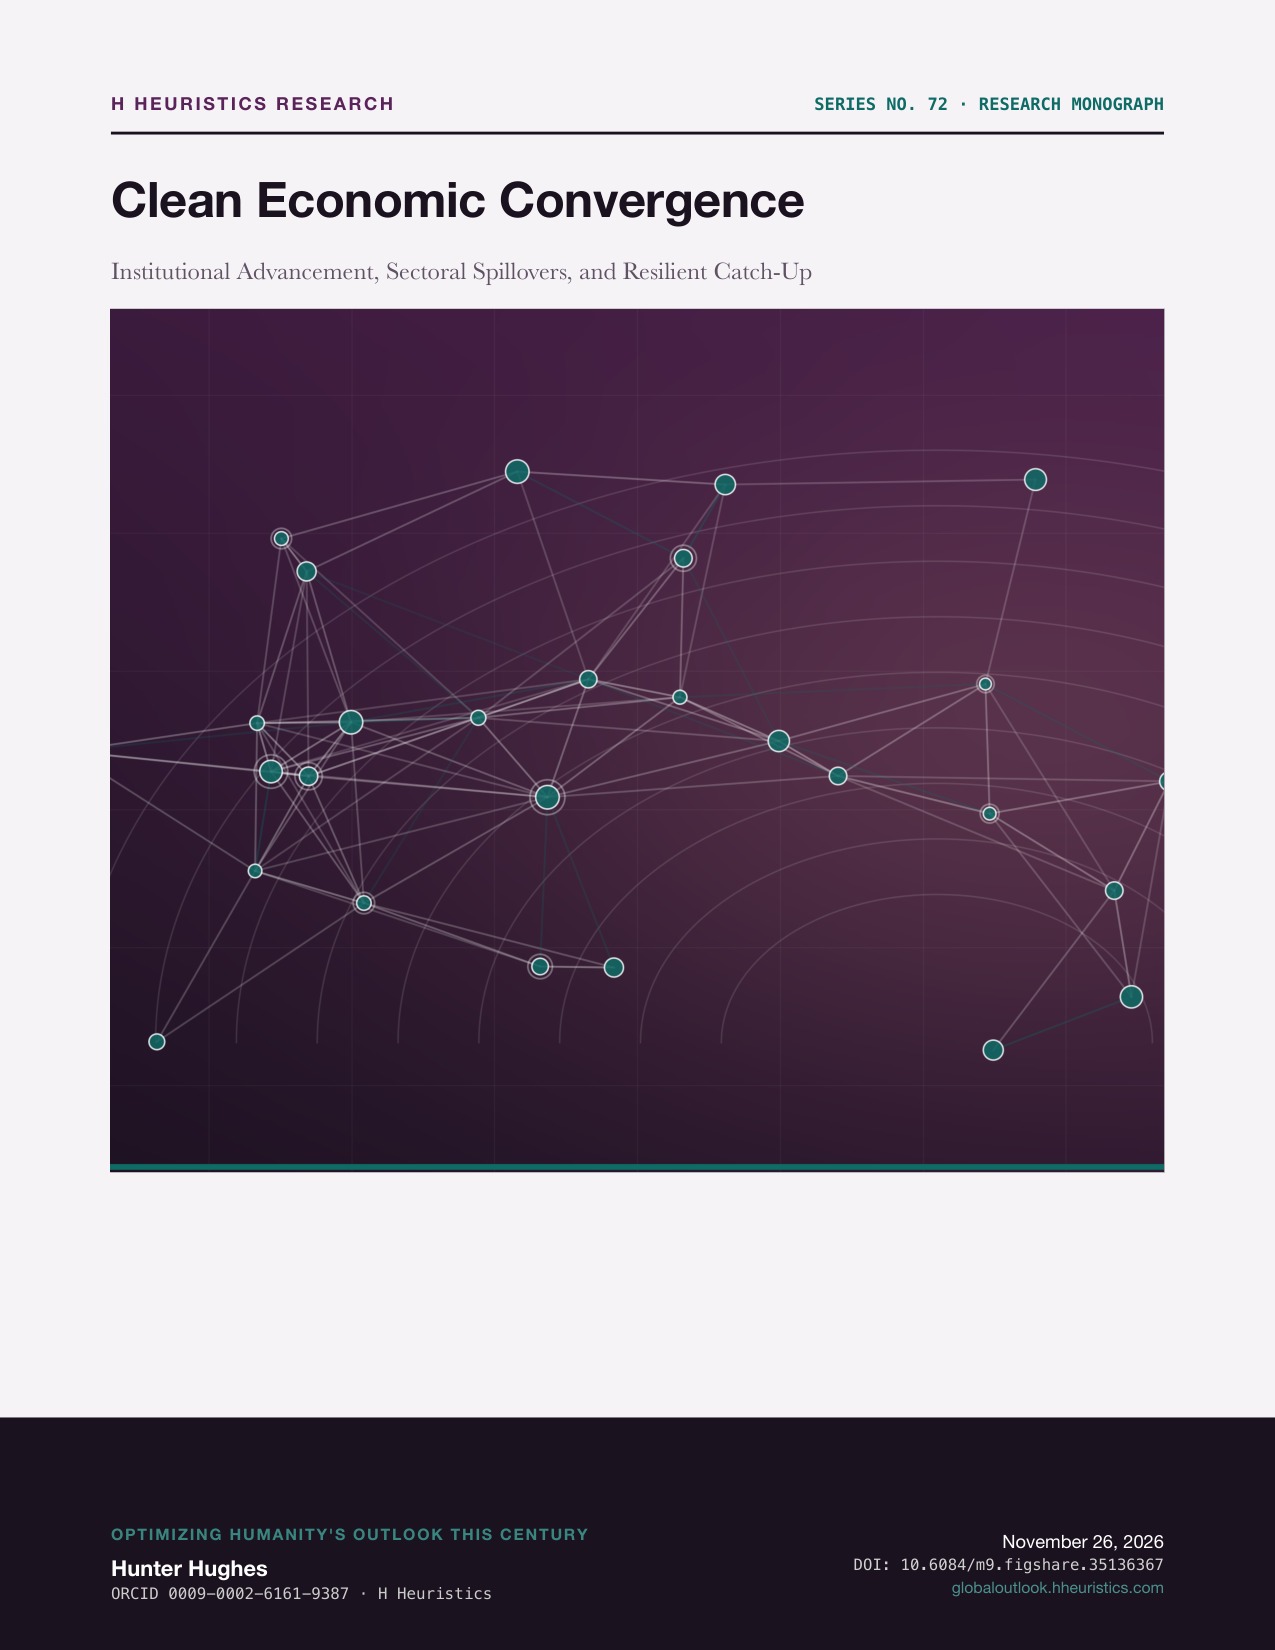 H HEURISTICS RESEARCH
SERIES NO. 72 · RESEARCH MONOGRAPH
Clean Economic Convergence
Institutional Advancement, Sectoral Spillovers, and Resilient Catch-Up
OPTIMIZING HUMANITY'S OUTLOOK THIS CENTURY
Hunter Hughes
ORCID 0009-0002-6161-9387 · H Heuristics
November 26, 2026
DOI: 10.6084/m9.figshare.35136367
globaloutlook.hheuristics.com